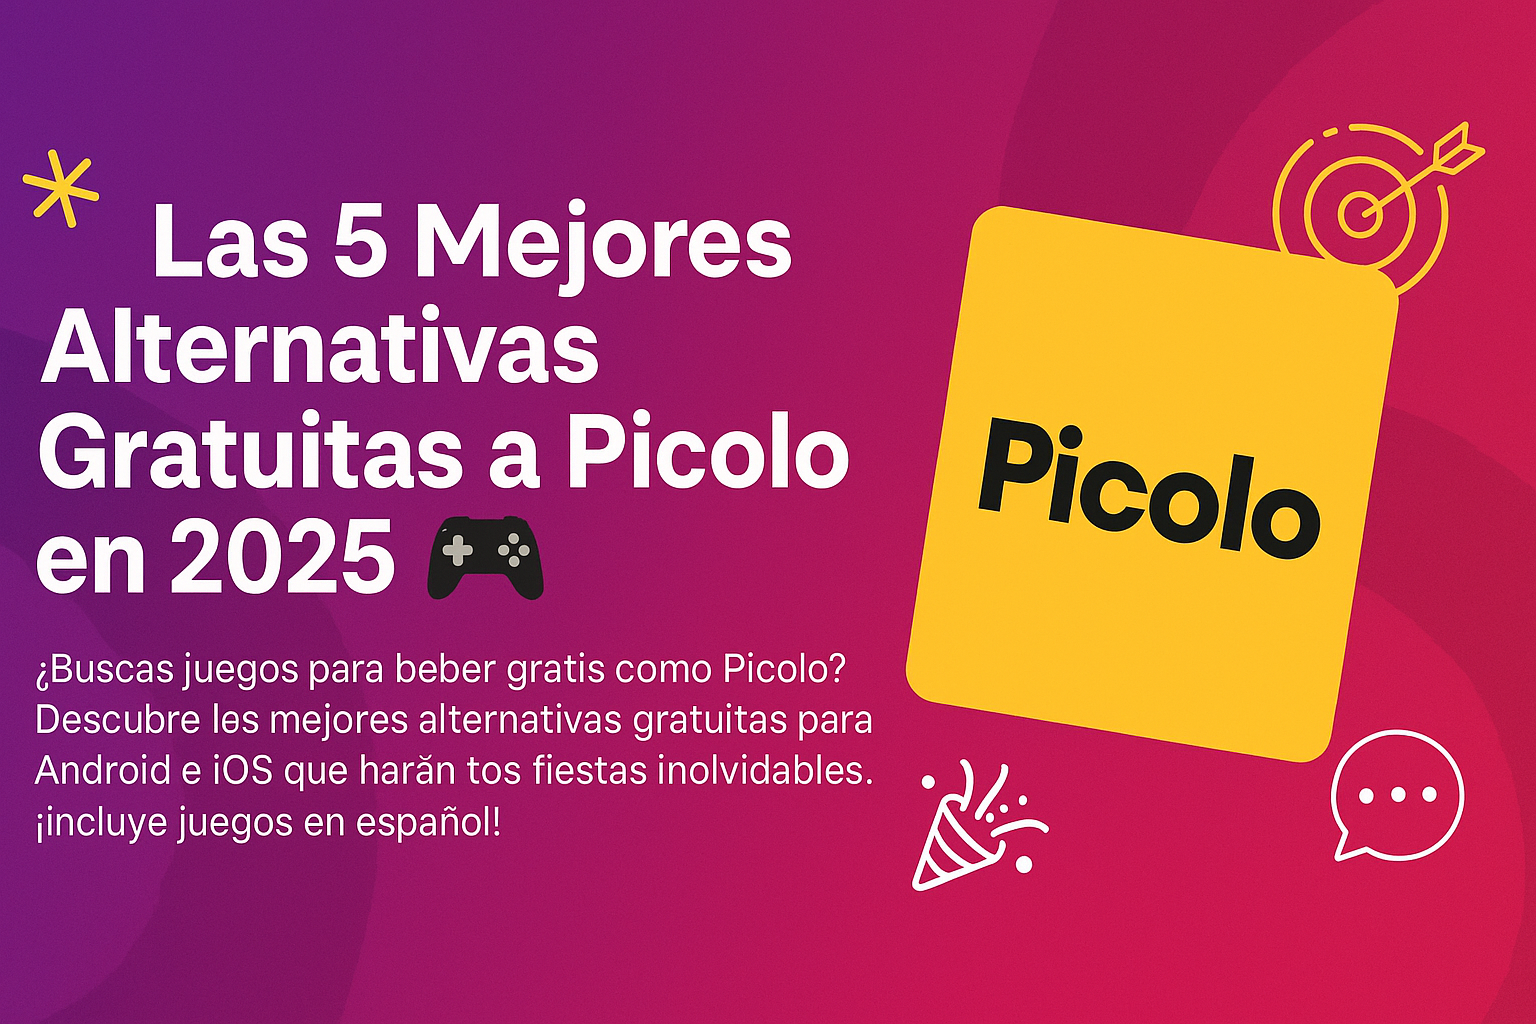 Las 5 Mejores
Alternativas
Gratuitas a Picolo
en 2025
¿Buscas juegos para beber gratis como Picolo?
Descubre los mejores alternativas gratuitas para
Android e iOS que harăn tos fiestas inolvidables.
¡incluye juegos en español!
Picolo